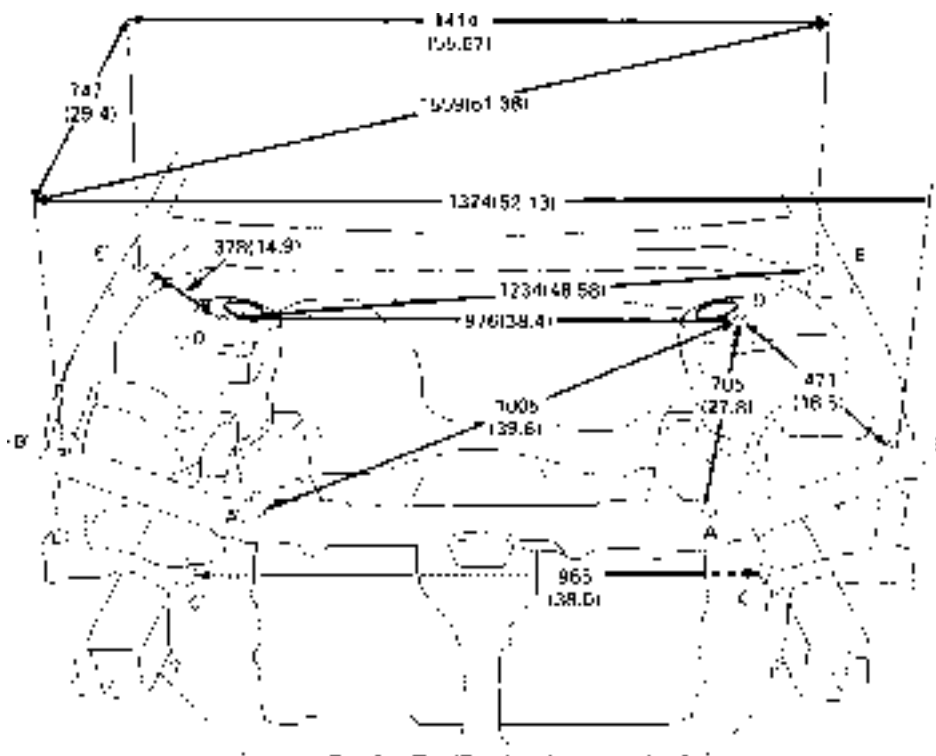 1414
(55.67)
747
(29.4)
1559(61.38)
1324(52.13)
E'
378(14.9)
E
1234(48.58)
D
976(38.4)
D'
705
(27.8)
471
(18.5)
1005
(39.6)
B'
A'
A
965
(38.0)
C'
C